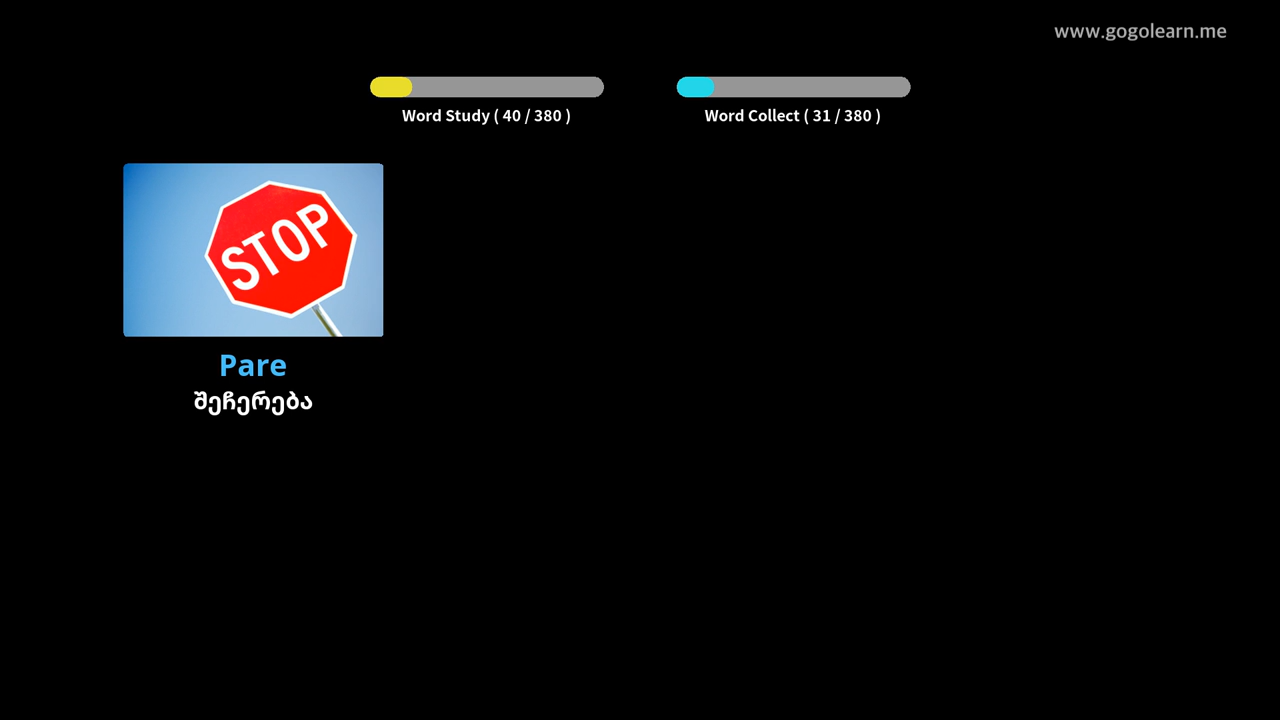 www.gogolearn.me
Word Study ( 40 / 380 )
Word Collect ( 31 / 380 )
STOP
Pare
შეჩერება